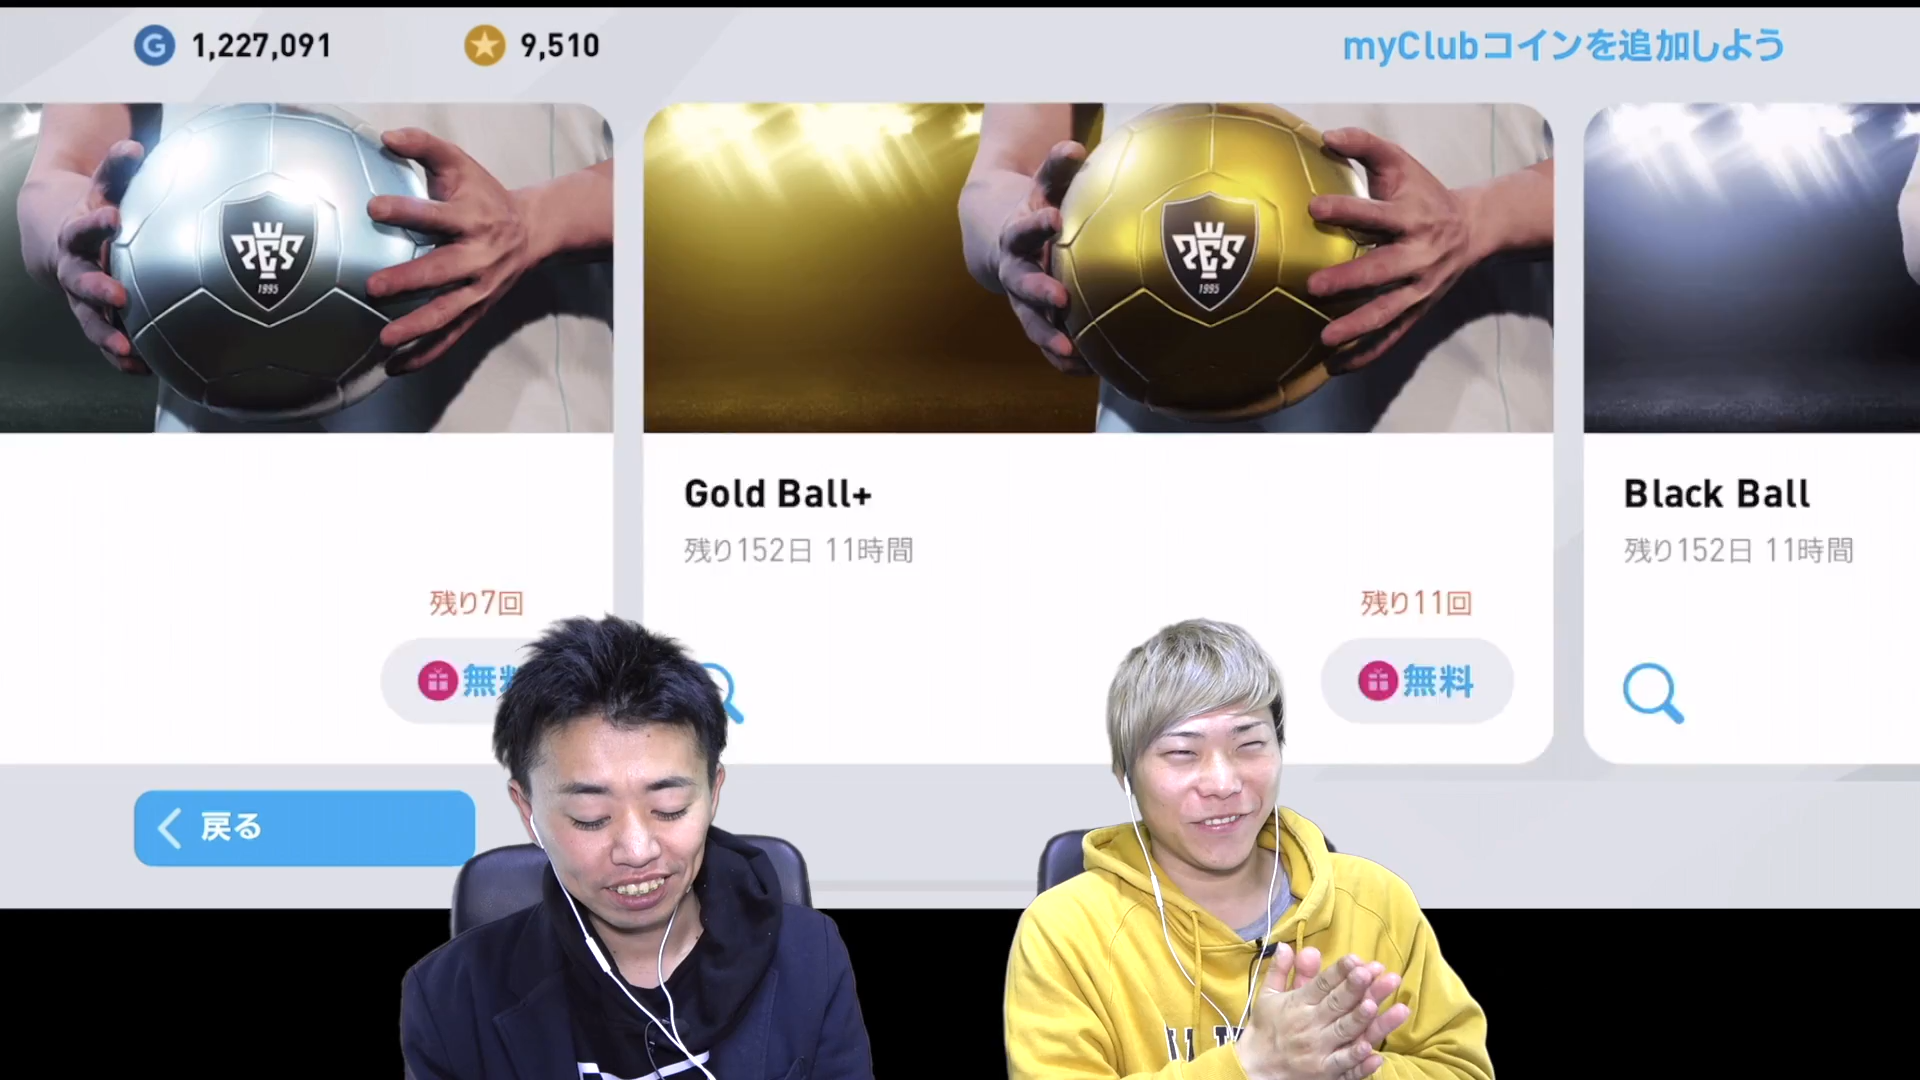 1,227,091
9,510
myClubコインを追加しよう
PES
1995
PES
1995
Gold Ball+
残り152日 11時間
Black Ball
残り152日 11時間
残り7回
残り11回
無料
無料
戻る